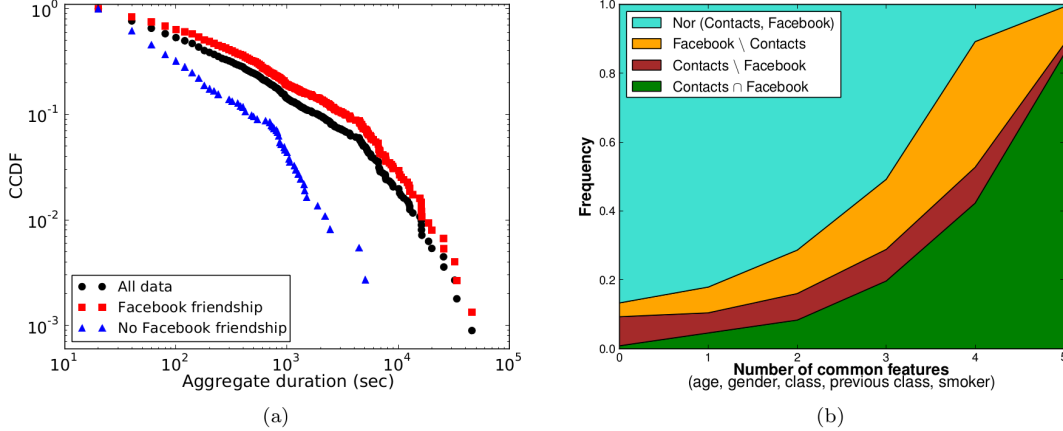 10^0
10^-1
10^-2
10^-3
CCDF
All data
Facebook friendship
No Facebook friendship
10^1 10^2 10^3 10^4 10^5
Aggregate duration (sec)
(a)
1.0
0.8
0.6
0.4
0.2
0.0
Frequency
Nor (Contacts, Facebook)
Facebook \ Contacts
Contacts \ Facebook
Contacts ∩ Facebook
0 1 2 3 4 5
Number of common features
(age, gender, class, previous class, smoker)
(b)